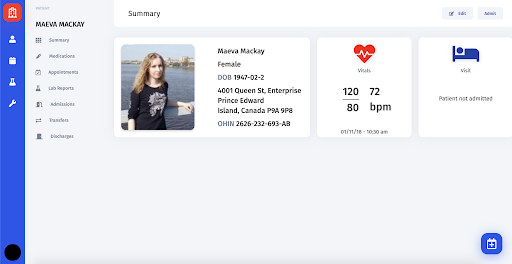 PATIENT
MAEVA MACKAY
Summary
Medications
Appointments
Lab Reports
Admissions
Transfers
Discharges
Summary
Edit
Admit
Maeva Mackay
Female
DOB 1947-02-2
4001 Queen St, Enterprise
Prince Edward
Island, Canada P9A 9P8
OHIN 2626-232-693-AB
Vitals
120
80
72
bpm
01/11/18 - 10:30 am
Visit
Patient not admitted